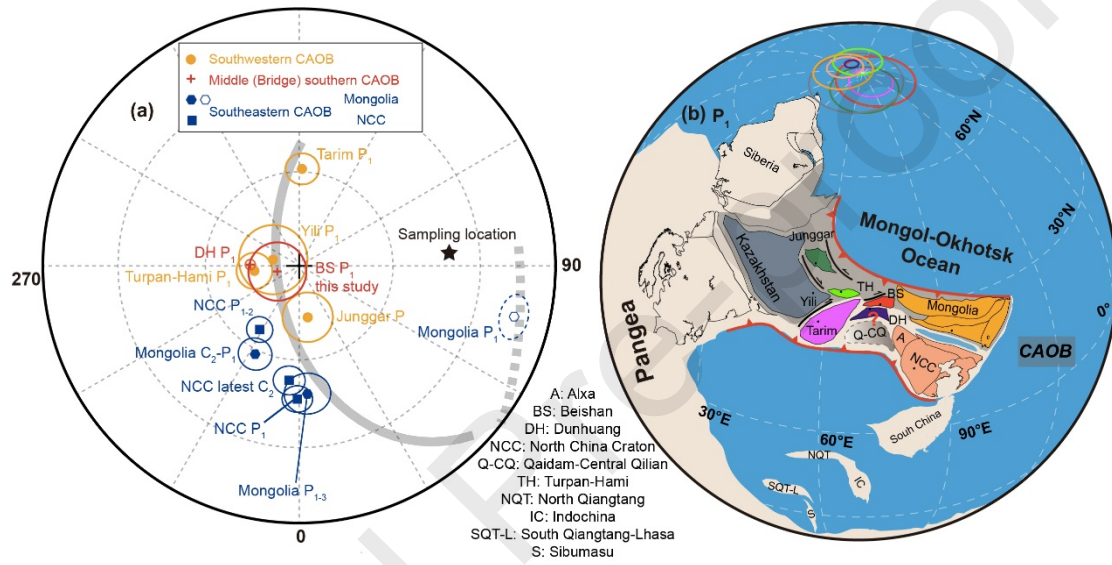 (a)
Southwestern CAOB
Middle (Bridge) southern CAOB
Southeastern CAOB
Mongolia
NCC
Tarim P1
Yili P1
DH P1
Turpan-Hami P1
BS P1
this study
Junggar P
Sampling location
270
90
Mongolia P1
NCC P1-2
Mongolia C2-P1
NCC latest C2
NCC P1
Mongolia P1-3
0
A: Alxa
BS: Beishan
DH: Dunhuang
NCC: North China Craton
Q-CQ: Qaidam-Central Qilian
TH: Turpan-Hami
NQT: North Qiangtang
IC: Indochina
SQT-L: South Qiangtang-Lhasa
S: Sibumasu
(b) P1
60°N
30°N
0°
Siberia
Mongol-Okhotsk
Ocean
Junggar
Kazakhstan
TH
BS
Mongolia
Yili
Tarim
?
DH
Q-CQ
A
NCC
CAOB
Pangea
South China
30°E
60°E
90°E
NQT
IC
SQT-L
S